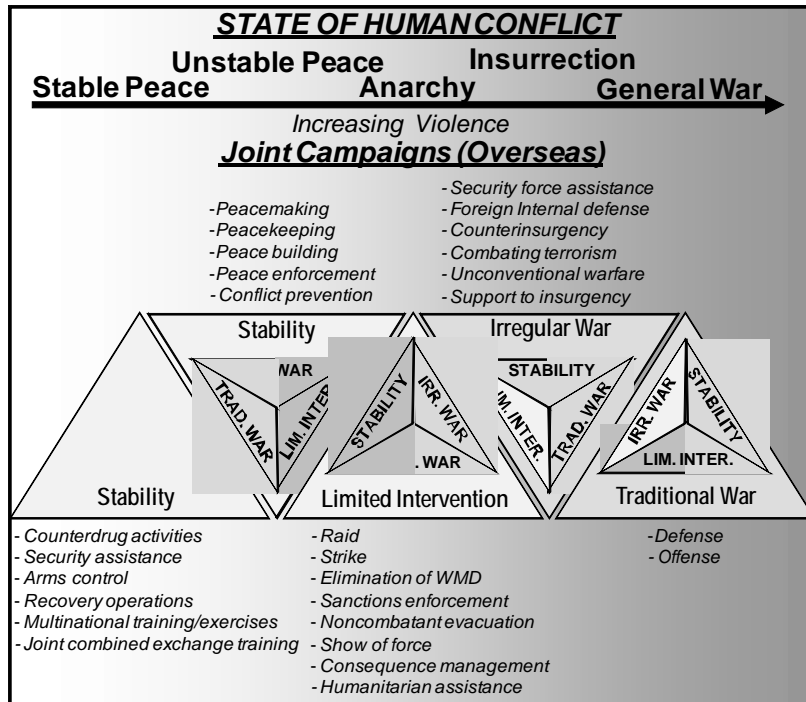 STATE OF HUMAN CONFLICT
Unstable Peace
Insurrection
Stable Peace
Anarchy
General War
Increasing Violence
Joint Campaigns (Overseas)
-Peacemaking
-Peacekeeping
-Peace building
-Peace enforcement
- Conflict prevention
- Security force assistance
- Foreign Internal defense
- Counterinsurgency
- Combating terrorism
- Unconventional warfare
- Support to insurgency
Stability
WAR
TRAD. WAR
LIM. INTER.
STABILITY
IRR. WAR
. WAR
Irregular War
STABILITY
M. INTER.
TRAD. WAR
IRR. WAR
STABILITY
LIM. INTER.
Stability
Limited Intervention
Traditional War
- Counterdrug activities
- Security assistance
- Arms control
- Recovery operations
- Multinational training/exercises
- Joint combined exchange training
- Raid
- Strike
- Elimination of WMD
- Sanctions enforcement
- Noncombatant evacuation
- Show of force
- Consequence management
- Humanitarian assistance
-Defense
- Offense